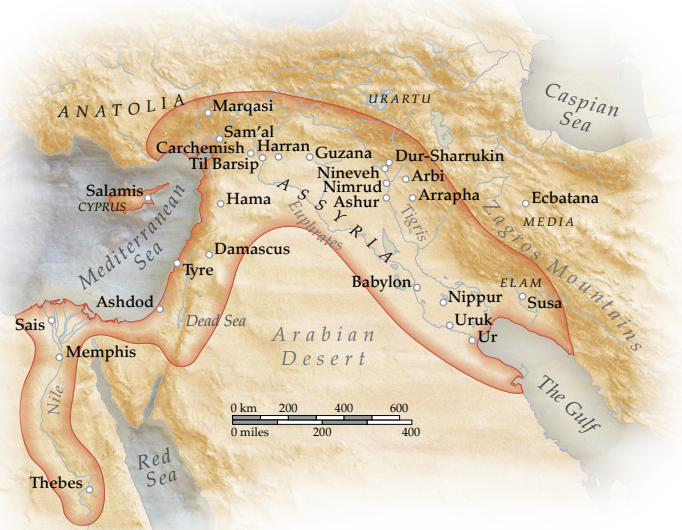 Caspian
Sea
ANATOLIA
Marqasi
URARTU
Sam'al
Carchemish
Harran
Guzana
Til Barsip
Dur-Sharrukin
Nineveh
Arbi
Nimrud
Ashur
Arrapha
Salamis
CYPRUS
Hama
ASSYRIA
Euphrates
Tigris
Ecbatana
MEDIA
Zagros Mountains
Mediterranean
Sea
Damascus
Tyre
Babylon
ELAM
Nippur
Susa
Ashdod
Dead Sea
Uruk
Ur
Sais
Memphis
Arabian
Desert
Nile
The Gulf
0 km 200 400 600
0 miles 200 400
Red
Sea
Thebes